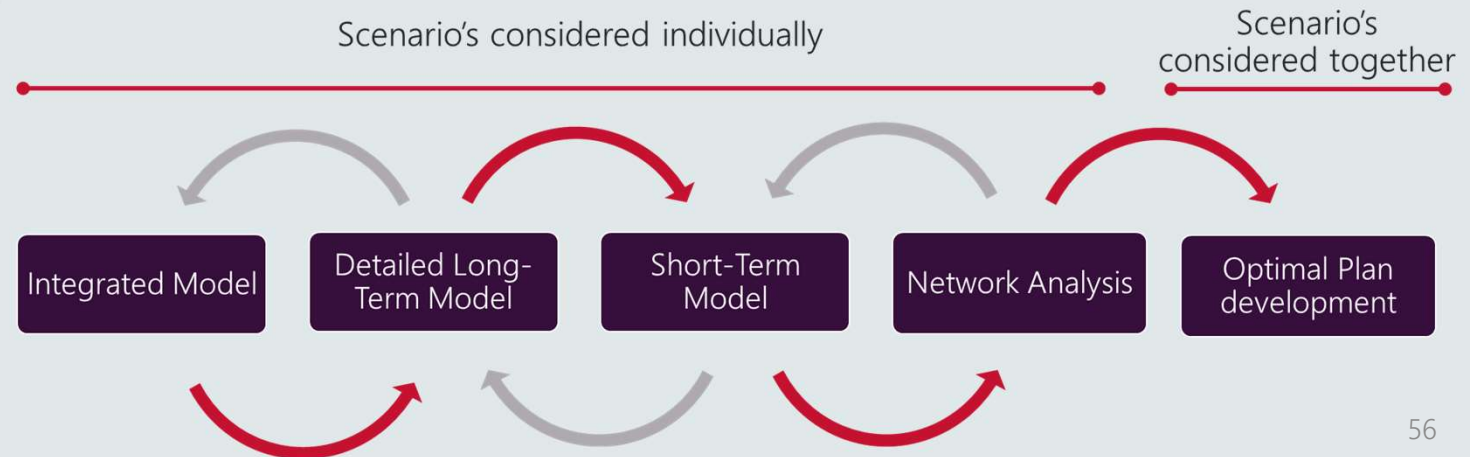 Scenario's considered individually
Scenario's
considered together
Integrated Model
Detailed Long-
Term Model
Short-Term
Model
Network Analysis
Optimal Plan
development
56